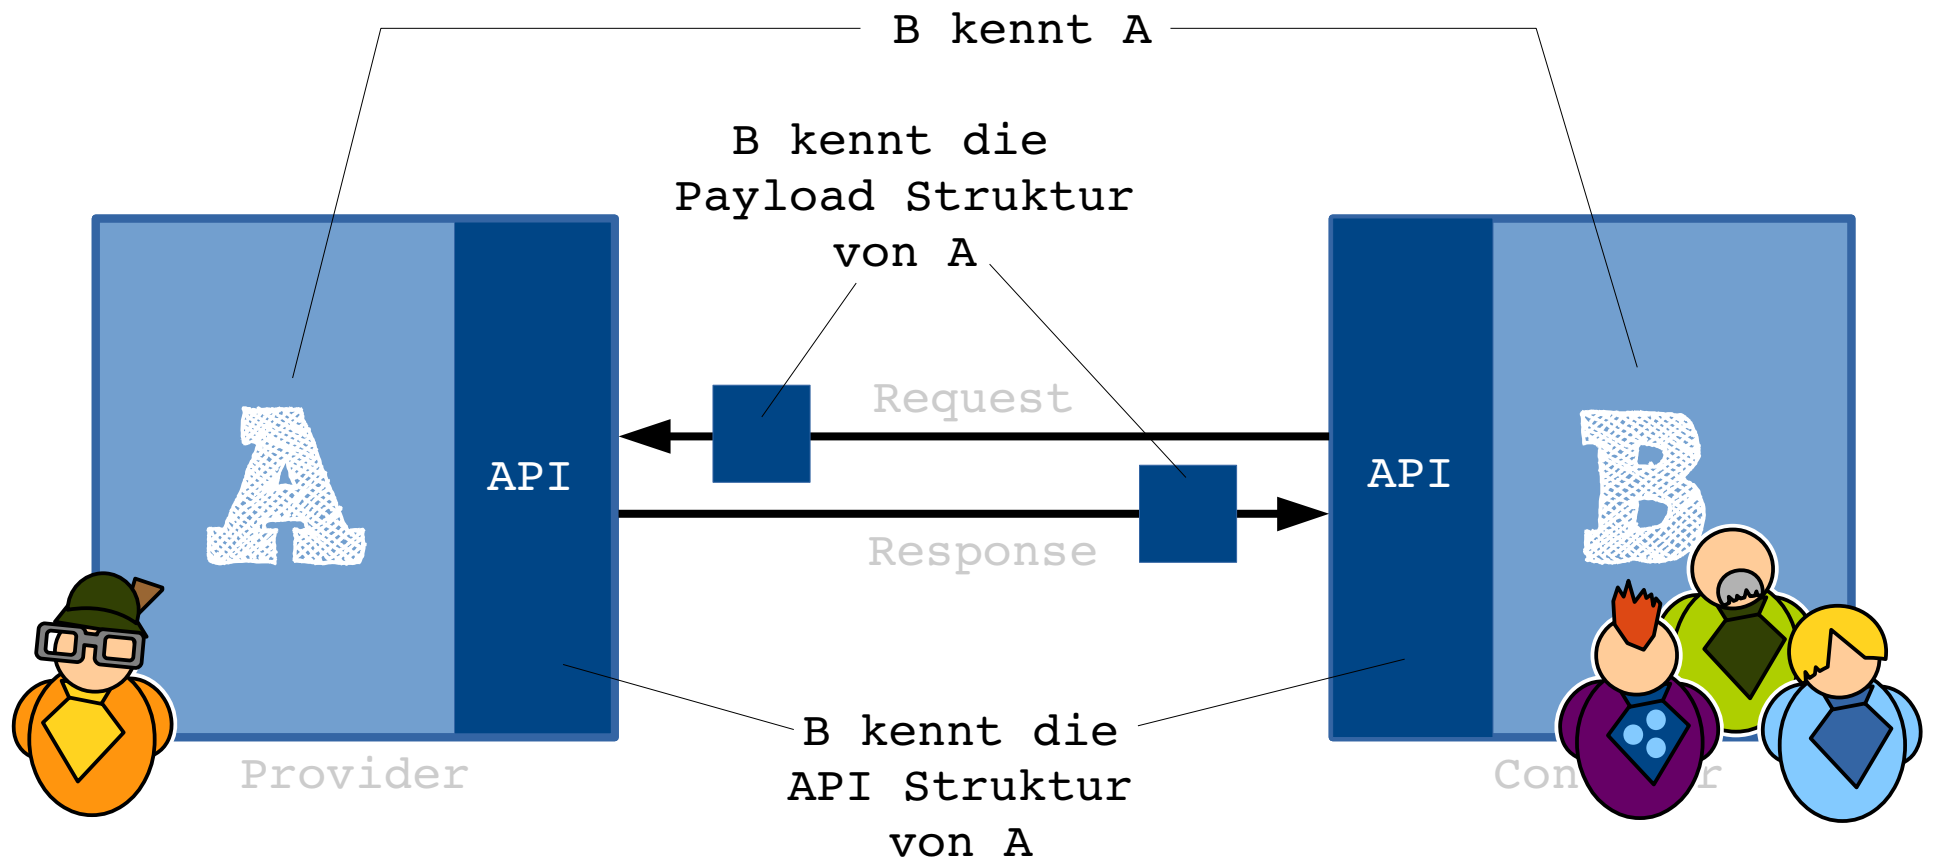 B kennt A
B kennt die
Payload Struktur
von A
Request
A
API
API
B
Response
B kennt die
API Struktur
von A
Provider